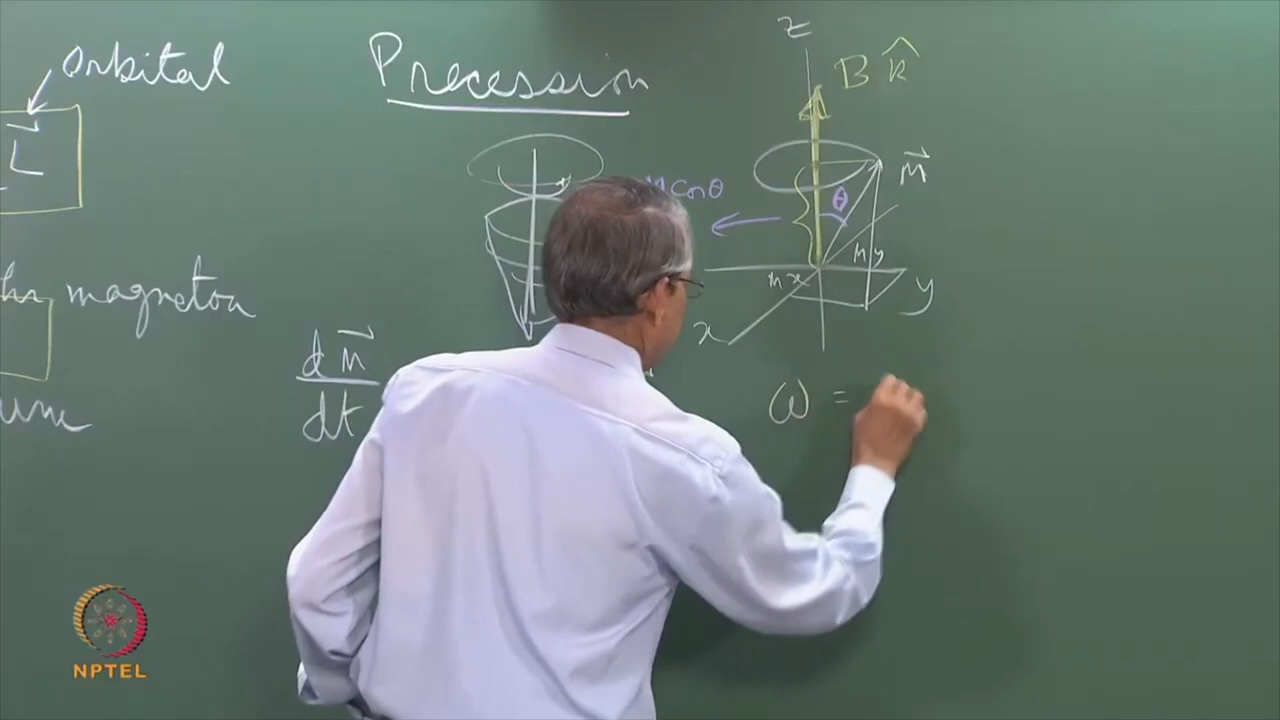 orbital
L⃗
magneton
Precession
dM⃗
dt
z
B k̂
M⃗
M cos θ
θ
My
Mx
y
x
ω =
NPTEL